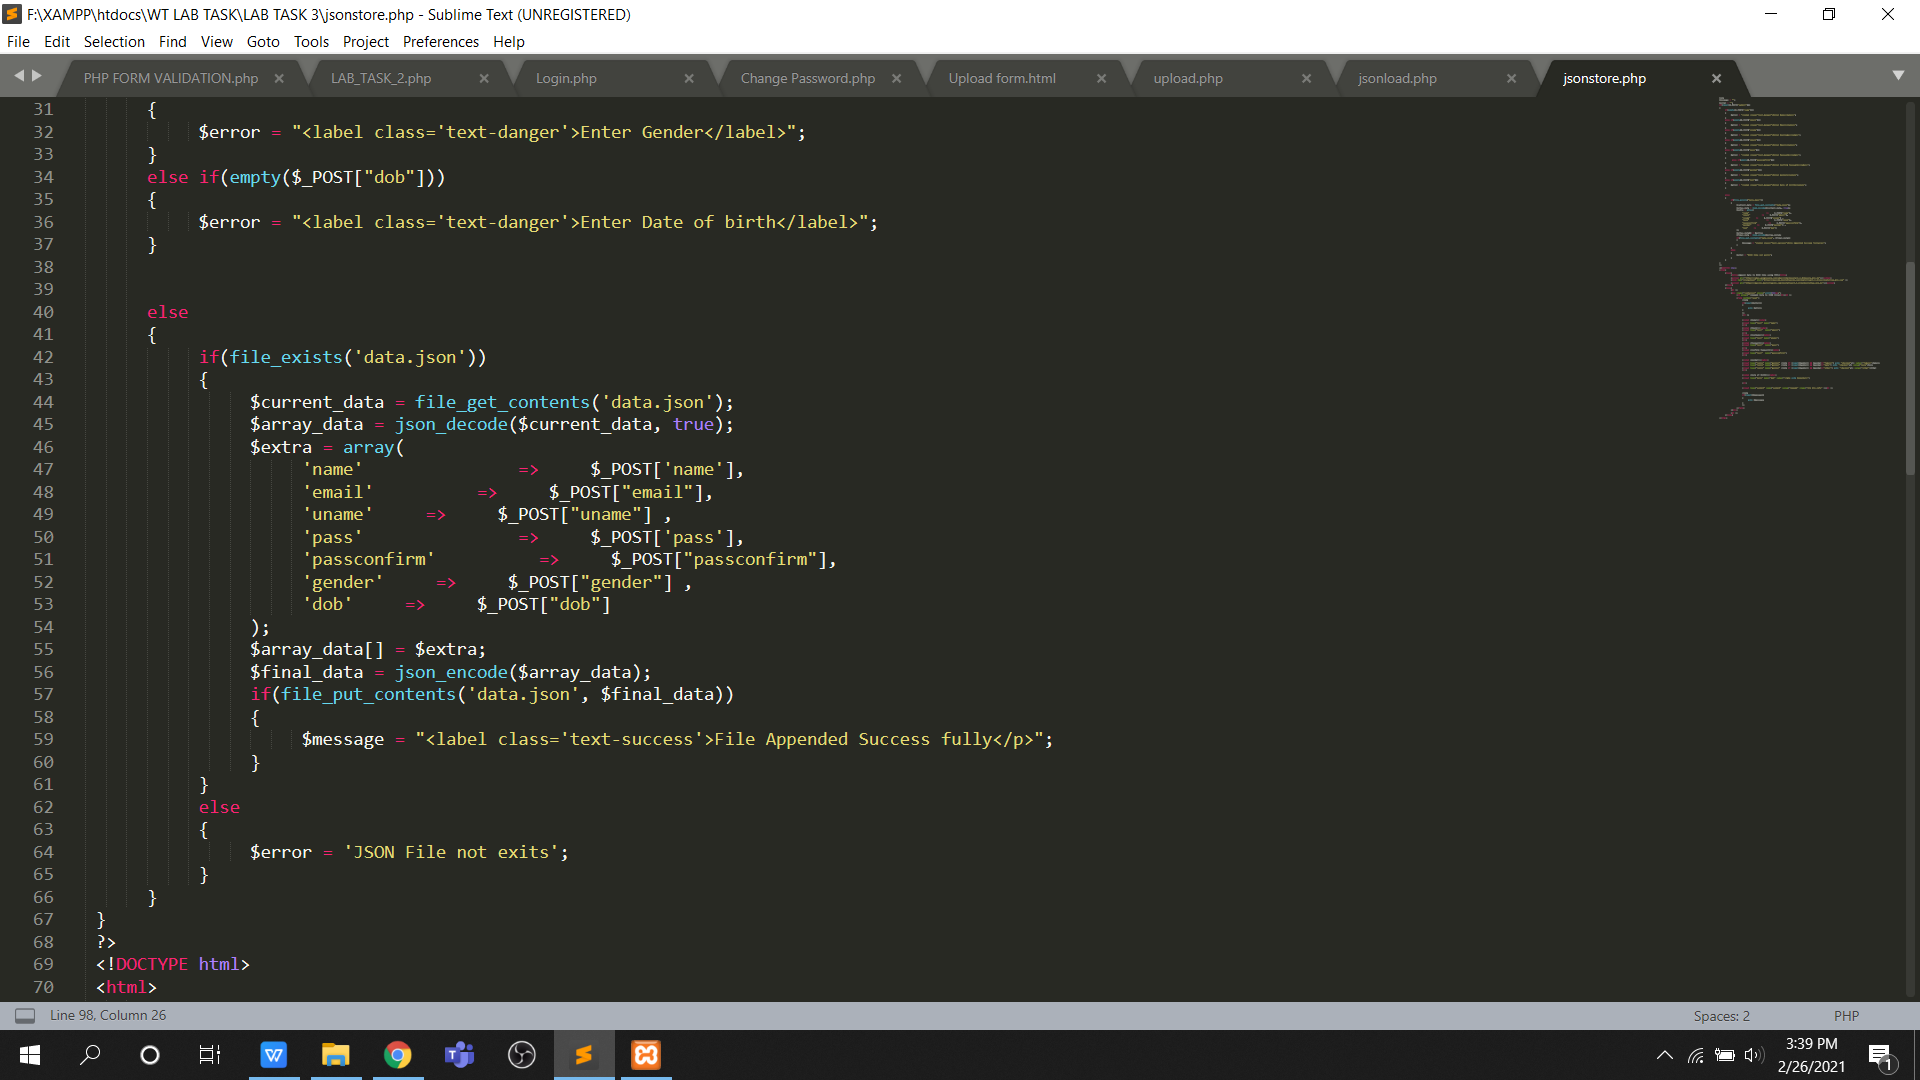 F:\XAMPP\htdocs\WT LAB TASK\LAB TASK 3\jsonstore.php - Sublime Text (UNREGISTERED)
File Edit Selection Find View Goto Tools Project Preferences Help
PHP FORM VALIDATION.php LAB_TASK_2.php Login.php Change Password.php Upload form.html upload.php jsonload.php jsonstore.php
31 {
32 $error = "<label class='text-danger'>Enter Gender</label>";
33 }
34 else if(empty($_POST["dob"]))
35 {
36 $error = "<label class='text-danger'>Enter Date of birth</label>";
37 }
38
39
40 else
41 {
42 if(file_exists('data.json'))
43 {
44 $current_data = file_get_contents('data.json');
45 $array_data = json_decode($current_data, true);
46 $extra = array(
47 'name' => $_POST['name'],
48 'email' => $_POST["email"],
49 'uname' => $_POST["uname"] ,
50 'pass' => $_POST['pass'],
51 'passconfirm' => $_POST["passconfirm"],
52 'gender' => $_POST["gender"] ,
53 'dob' => $_POST["dob"]
54 );
55 $array_data[] = $extra;
56 $final_data = json_encode($array_data);
57 if(file_put_contents('data.json', $final_data))
58 {
59 $message = "<label class='text-success'>File Appended Success fully</p>";
60 }
61 }
62 else
63 {
64 $error = 'JSON File not exits';
65 }
66 }
67 }
68 ?>
69 <!DOCTYPE html>
70 <html>
Line 98, Column 26 Spaces: 2 PHP
3:39 PM
2/26/2021
1